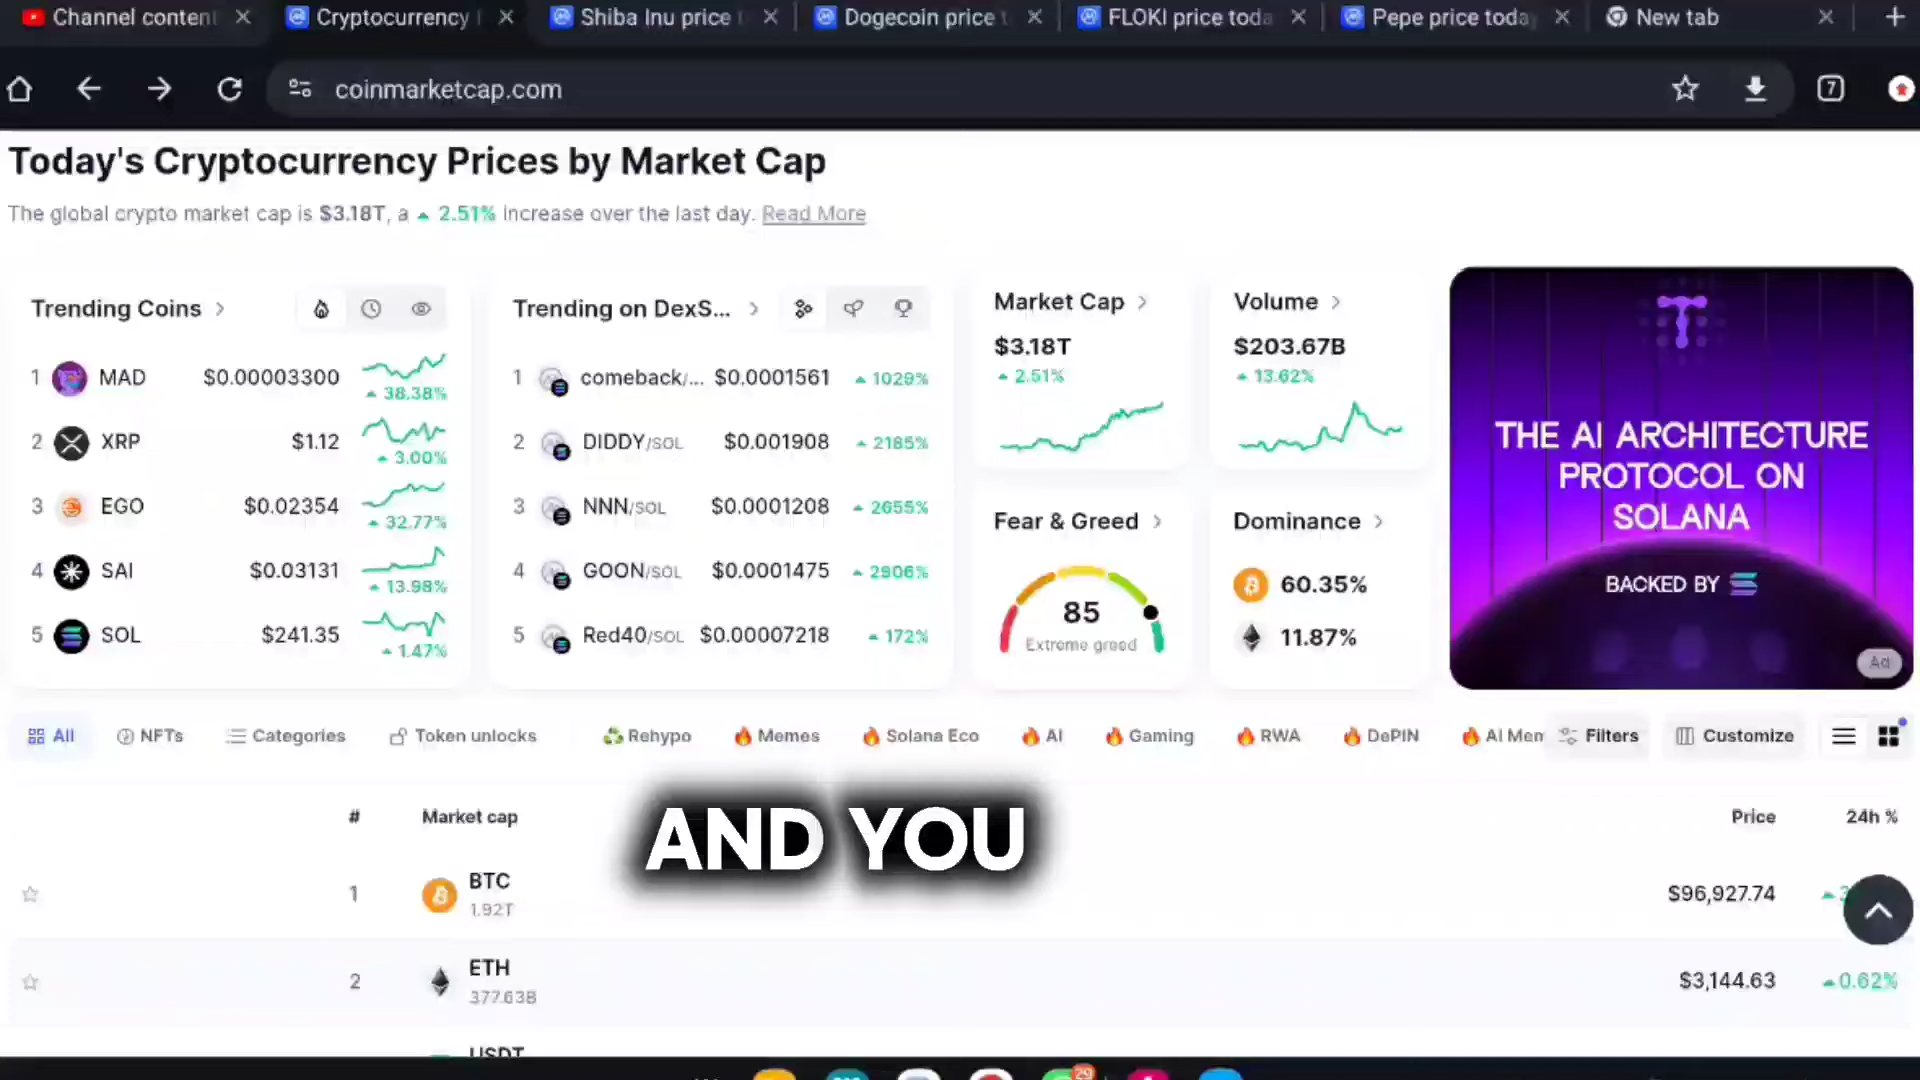 Channel content
Cryptocurrency
Shiba Inu price
Dogecoin price
FLOKI price toda
Pepe price toda
New tab
coinmarketcap.com
7
Today's Cryptocurrency Prices by Market Cap
The global crypto market cap is $3.18T, a 2.51% increase over the last day. Read More
Trending Coins
1 MAD $0.00003300 38.38%
2 XRP $1.12 3.00%
3 EGO $0.02354 32.77%
4 SAI $0.03131 13.98%
5 SOL $241.35 1.47%
Trending on DexS...
1 comeback/... $0.0001561 1029%
2 DIDDY/SOL $0.001908 2185%
3 NNN/SOL $0.0001208 2655%
4 GOON/SOL $0.0001475 2906%
5 Red40/SOL $0.00007218 172%
Market Cap
$3.18T
2.51%
Volume
$203.67B
13.62%
Fear & Greed
85
Extreme greed
Dominance
60.35%
11.87%
THE AI ARCHITECTURE
PROTOCOL ON
SOLANA
BACKED BY
Ad
All NFTs Categories Token unlocks Rehypo Memes Solana Eco AI Gaming RWA DePIN AI Mem Filters Customize
# Market cap Price 24h %
AND YOU
1 BTC $96,927.74
1.92T
2 ETH $3,144.63 0.62%
377.63B
USDT
29